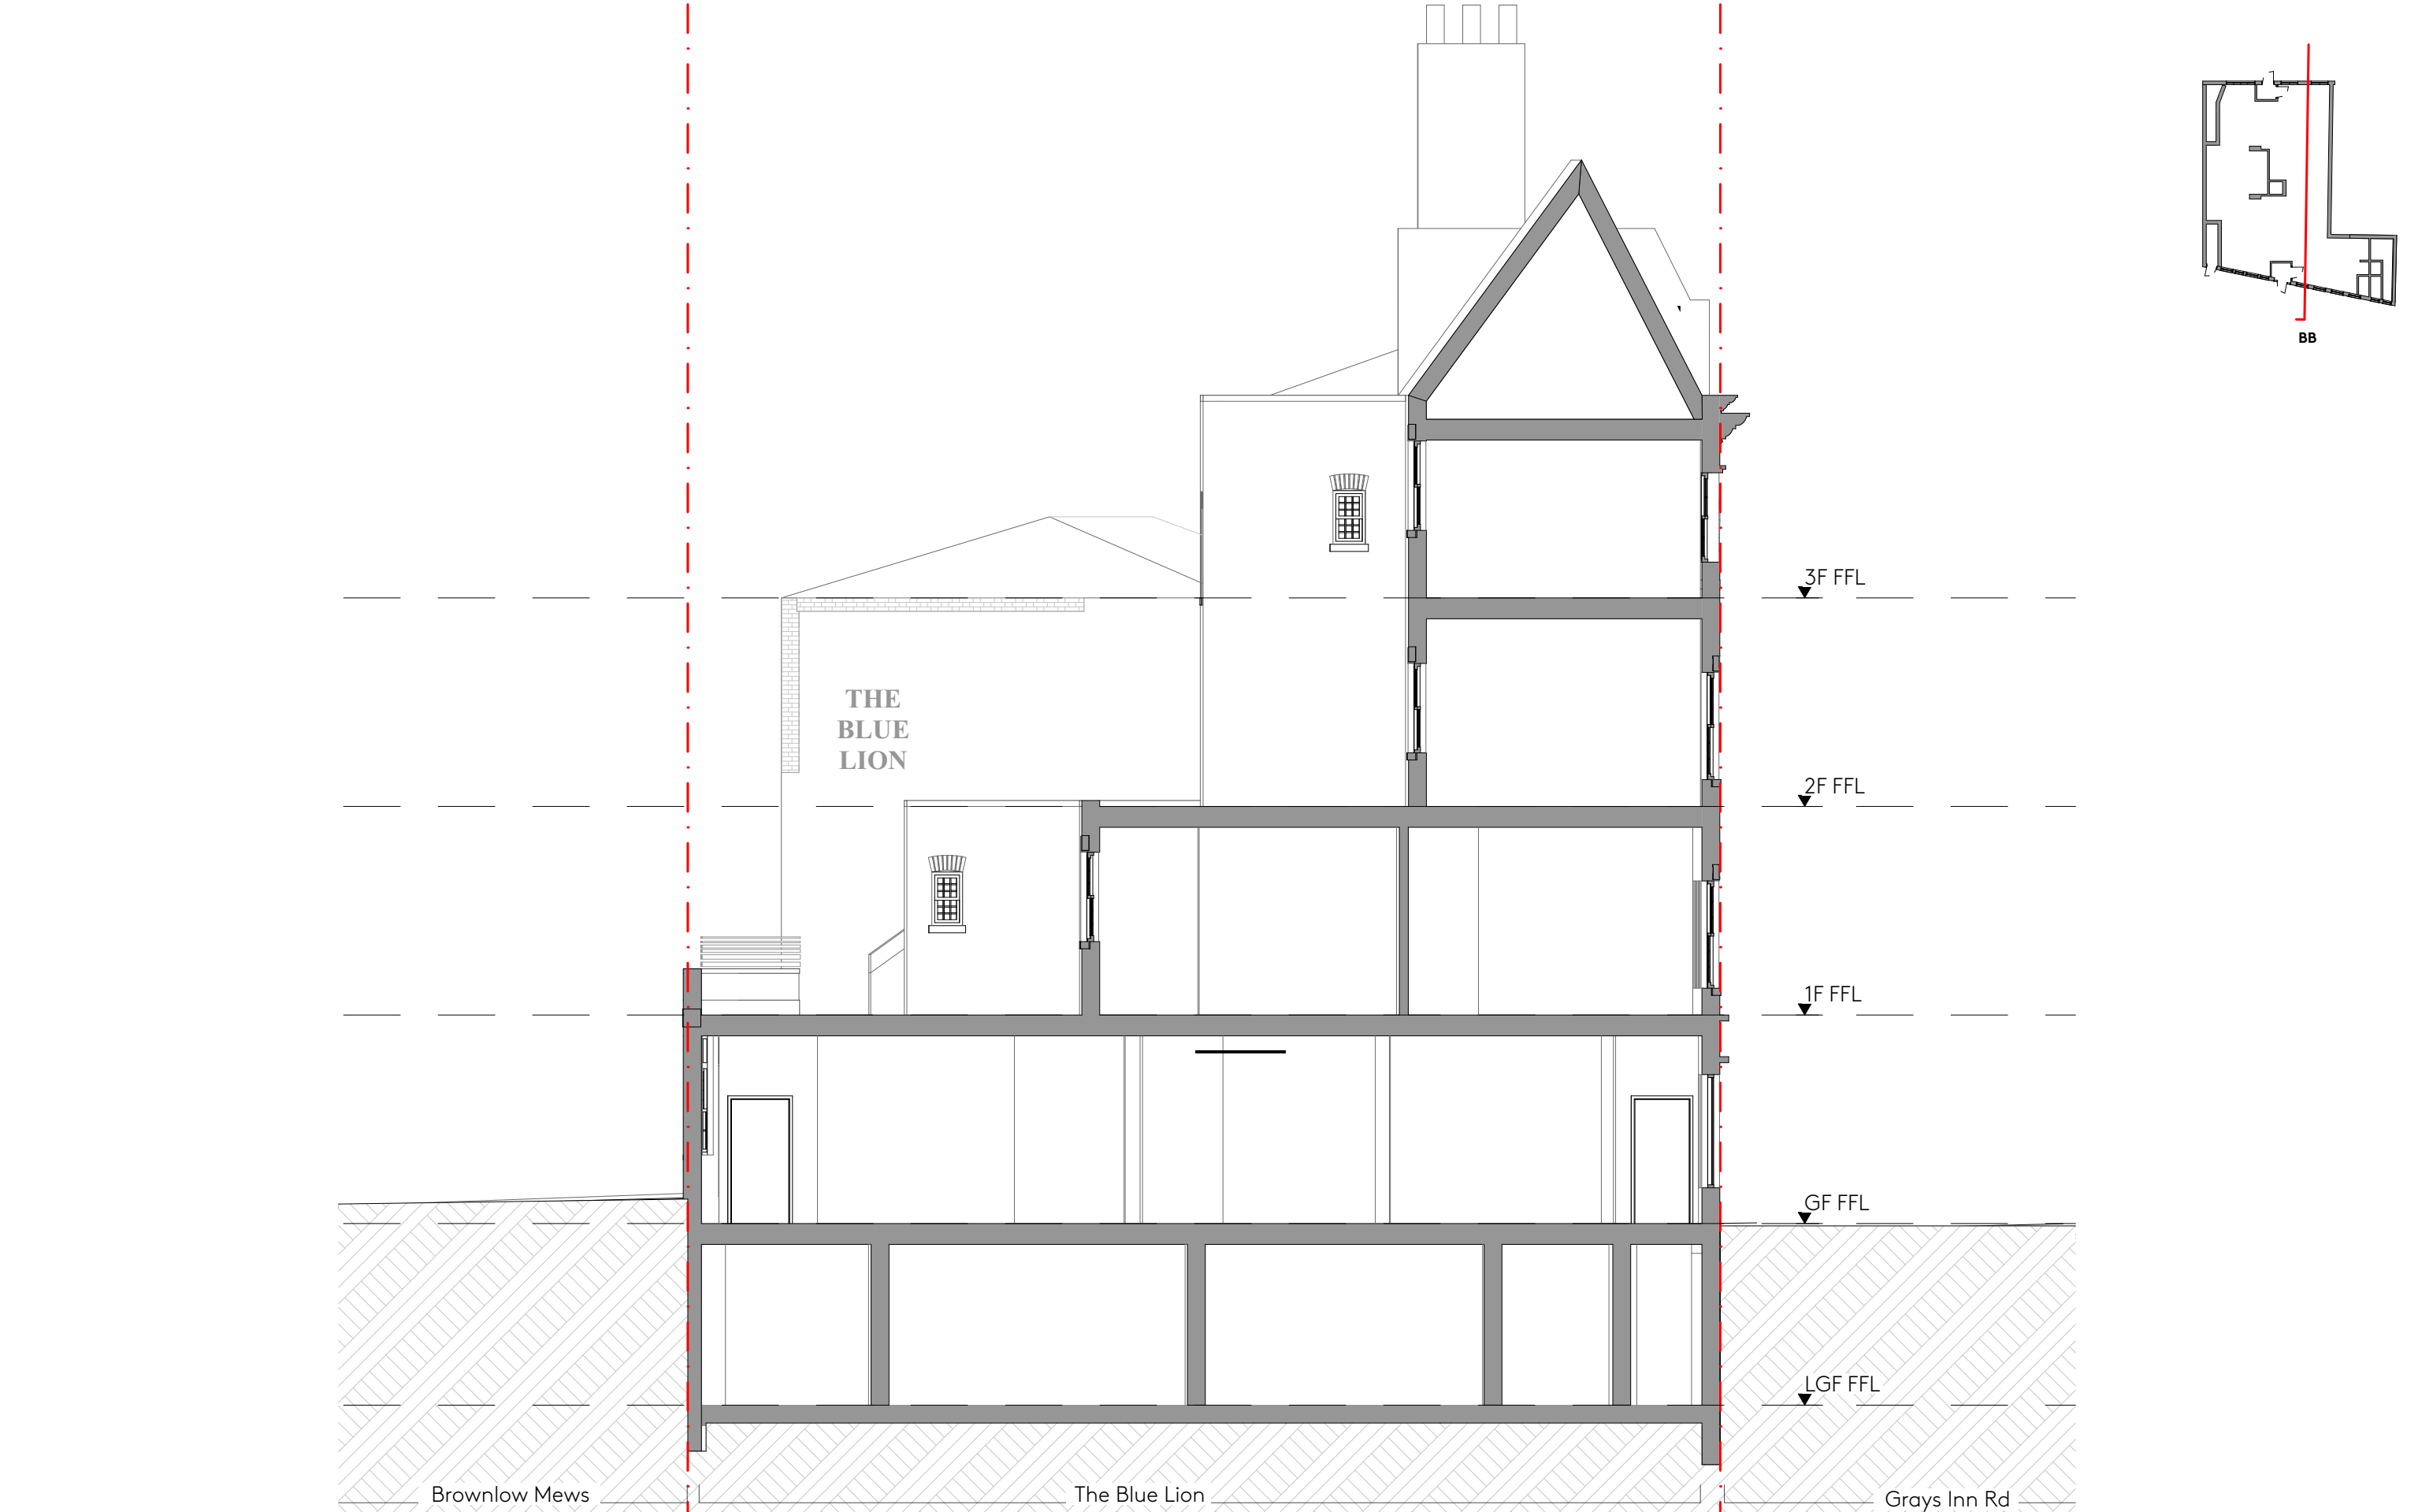 BB
3F FFL
THE
BLUE
LION
2F FFL
1F FFL
GF FFL
LGF FFL
Brownlow Mews
The Blue Lion
Grays Inn Rd